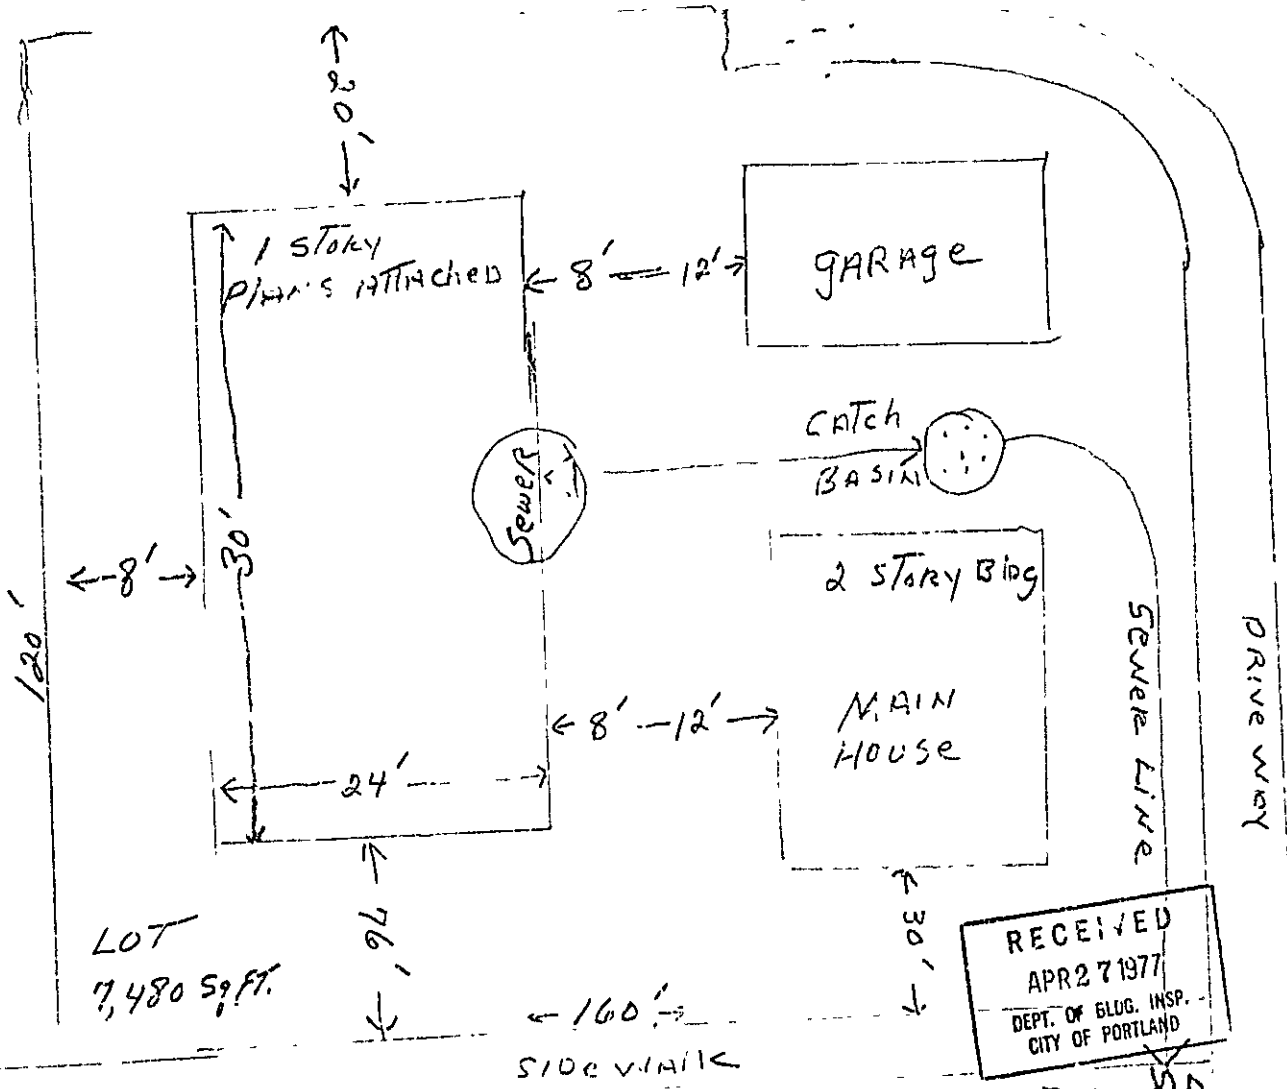 20'
1 STORY
PLANS ATTACHED
8' 12'
GARAGE
CATCH
BASIN
Sewer
30'
8'
120'
2 STORY Bldg
8' 12'
MAIN
HOUSE
24'
Sewer Line
DRIVE WAY
30'
LOT
7,480 Sq FT.
160'
SIDEWALK
RECEIVED
APR 27 1977
DEPT. OF BLDG. INSP.
CITY OF PORTLAND